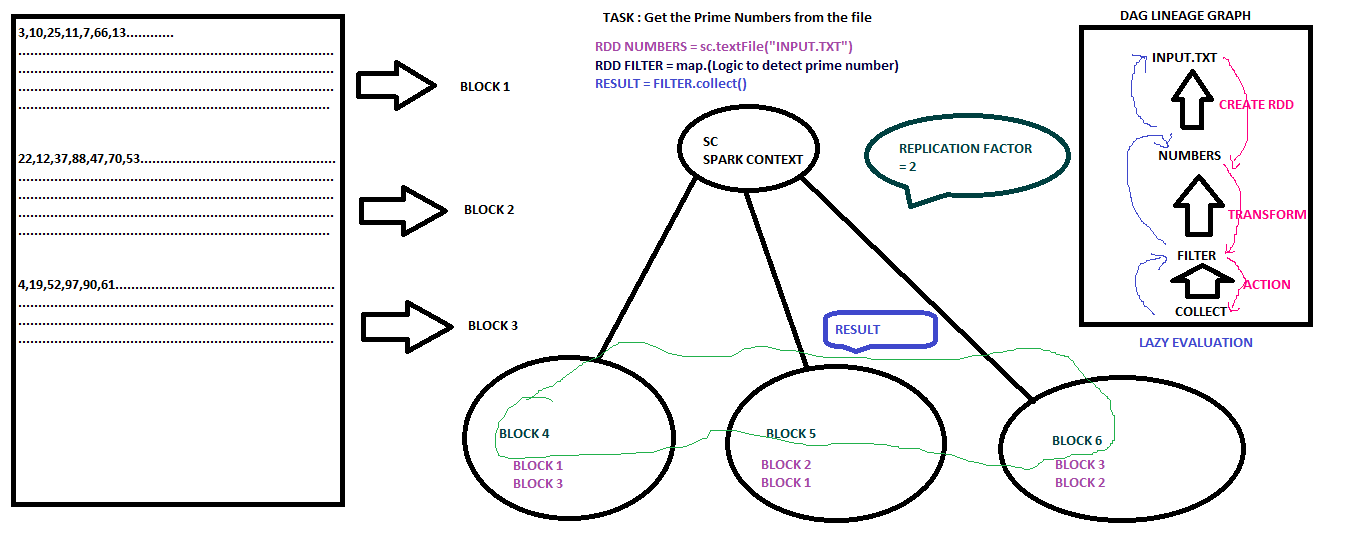 TASK : Get the Prime Numbers from the file
RDD NUMBERS = sc.textFile("INPUT.TXT")
RDD FILTER = map.(Logic to detect prime number)
RESULT = FILTER.collect()
3,10,25,11,7,66,13............
BLOCK 1
22,12,37,88,47,70,53......................................................
BLOCK 2
4,19,52,97,90,61.............................................................
BLOCK 3
SC
SPARK CONTEXT
REPLICATION FACTOR
= 2
RESULT
BLOCK 4
BLOCK 1
BLOCK 3
BLOCK 5
BLOCK 2
BLOCK 1
BLOCK 6
BLOCK 3
BLOCK 2
DAG LINEAGE GRAPH
INPUT.TXT
CREATE RDD
NUMBERS
TRANSFORM
FILTER
ACTION
COLLECT
LAZY EVALUATION